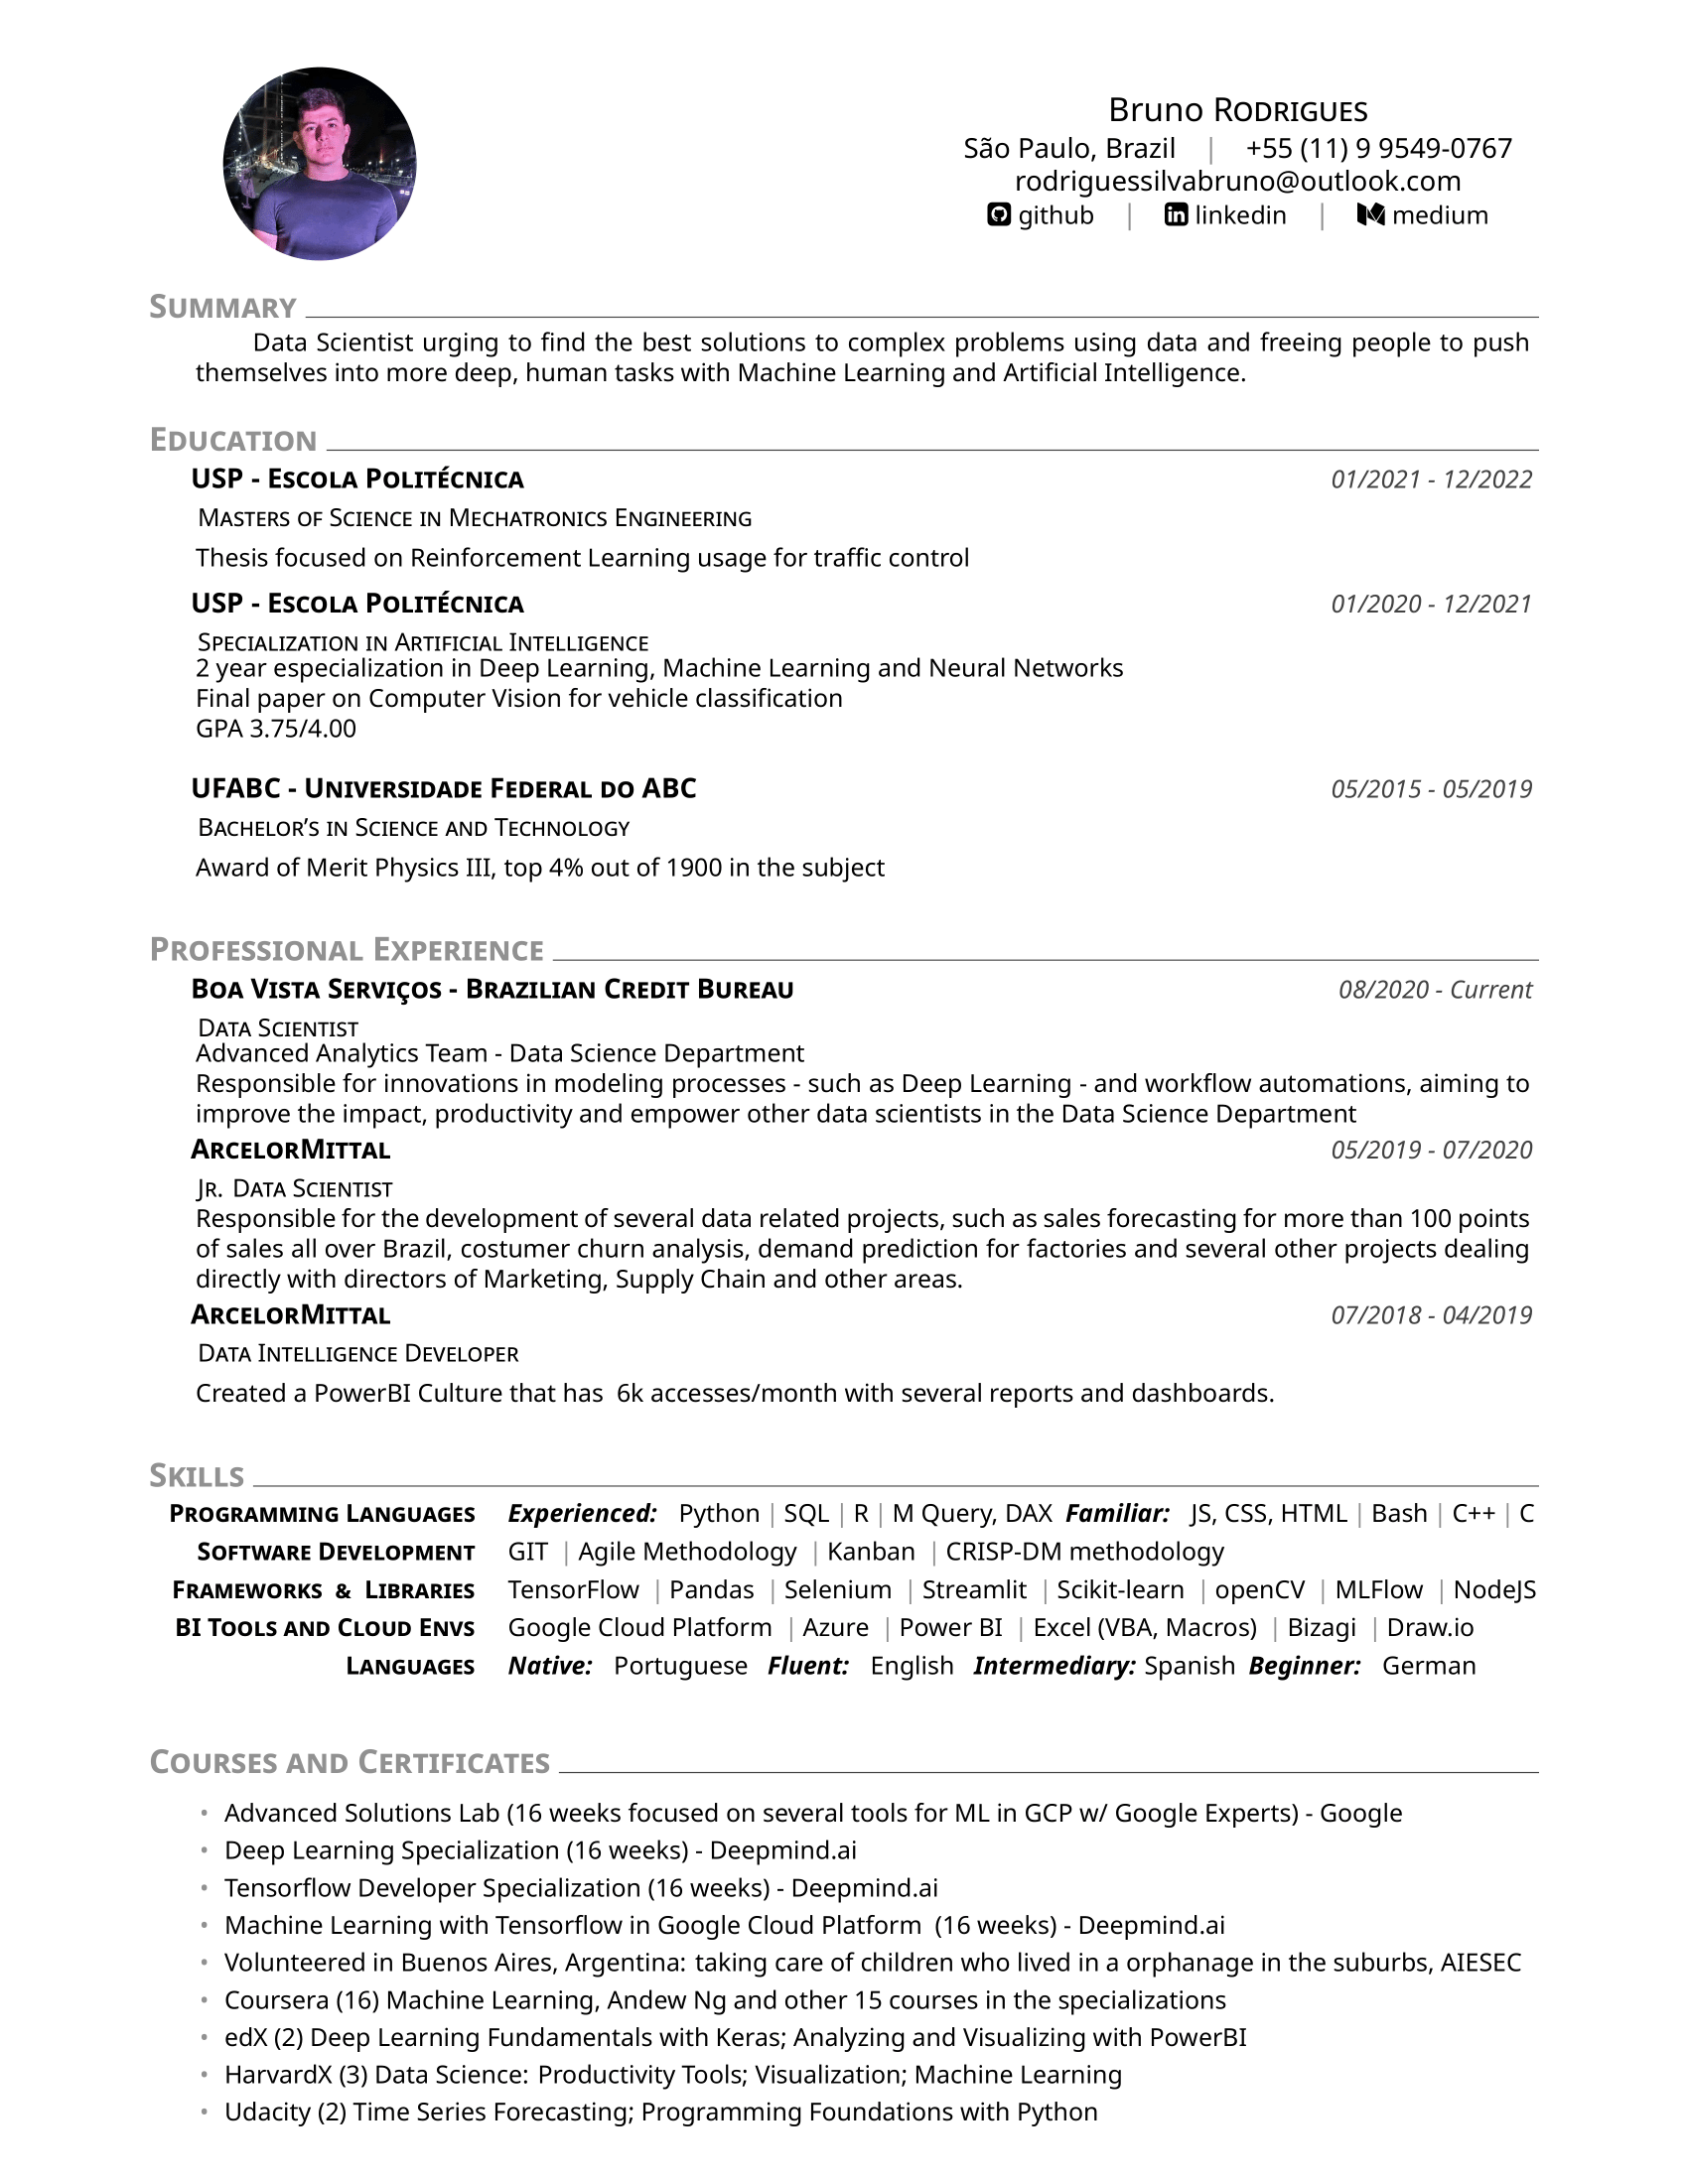 Bruno RODRIGUES
São Paulo, Brazil | +55 (11) 9 9549-0767
rodriguessilvabruno@outlook.com
github | linkedin | medium
SUMMARY
Data Scientist urging to find the best solutions to complex problems using data and freeing people to push
themselves into more deep, human tasks with Machine Learning and Artificial Intelligence.
EDUCATION
USP - ESCOLA POLITÉCNICA 01/2021 - 12/2022
MASTERS OF SCIENCE IN MECHATRONICS ENGINEERING
Thesis focused on Reinforcement Learning usage for traffic control
USP - ESCOLA POLITÉCNICA 01/2020 - 12/2021
SPECIALIZATION IN ARTIFICIAL INTELLIGENCE
2 year especialization in Deep Learning, Machine Learning and Neural Networks
Final paper on Computer Vision for vehicle classification
GPA 3.75/4.00
UFABC - UNIVERSIDADE FEDERAL DO ABC 05/2015 - 05/2019
BACHELOR'S IN SCIENCE AND TECHNOLOGY
Award of Merit Physics III, top 4% out of 1900 in the subject
PROFESSIONAL EXPERIENCE
BOA VISTA SERVIÇOS - BRAZILIAN CREDIT BUREAU 08/2020 - Current
DATA SCIENTIST
Advanced Analytics Team - Data Science Department
Responsible for innovations in modeling processes - such as Deep Learning - and workflow automations, aiming to
improve the impact, productivity and empower other data scientists in the Data Science Department
ARCELORMITTAL 05/2019 - 07/2020
JR. DATA SCIENTIST
Responsible for the development of several data related projects, such as sales forecasting for more than 100 points
of sales all over Brazil, costumer churn analysis, demand prediction for factories and several other projects dealing
directly with directors of Marketing, Supply Chain and other areas.
ARCELORMITTAL 07/2018 - 04/2019
DATA INTELLIGENCE DEVELOPER
Created a PowerBI Culture that has 6k accesses/month with several reports and dashboards.
SKILLS
PROGRAMMING LANGUAGES Experienced: Python | SQL | R | M Query, DAX Familiar: JS, CSS, HTML | Bash | C++ | C
SOFTWARE DEVELOPMENT GIT | Agile Methodology | Kanban | CRISP-DM methodology
FRAMEWORKS & LIBRARIES TensorFlow | Pandas | Selenium | Streamlit | Scikit-learn | openCV | MLFlow | NodeJS
BI TOOLS AND CLOUD ENVS Google Cloud Platform | Azure | Power BI | Excel (VBA, Macros) | Bizagi | Draw.io
LANGUAGES Native: Portuguese Fluent: English Intermediary: Spanish Beginner: German
COURSES AND CERTIFICATES
• Advanced Solutions Lab (16 weeks focused on several tools for ML in GCP w/ Google Experts) - Google
• Deep Learning Specialization (16 weeks) - Deepmind.ai
• Tensorflow Developer Specialization (16 weeks) - Deepmind.ai
• Machine Learning with Tensorflow in Google Cloud Platform (16 weeks) - Deepmind.ai
• Volunteered in Buenos Aires, Argentina: taking care of children who lived in a orphanage in the suburbs, AIESEC
• Coursera (16) Machine Learning, Andew Ng and other 15 courses in the specializations
• edX (2) Deep Learning Fundamentals with Keras; Analyzing and Visualizing with PowerBI
• HarvardX (3) Data Science: Productivity Tools; Visualization; Machine Learning
• Udacity (2) Time Series Forecasting; Programming Foundations with Python